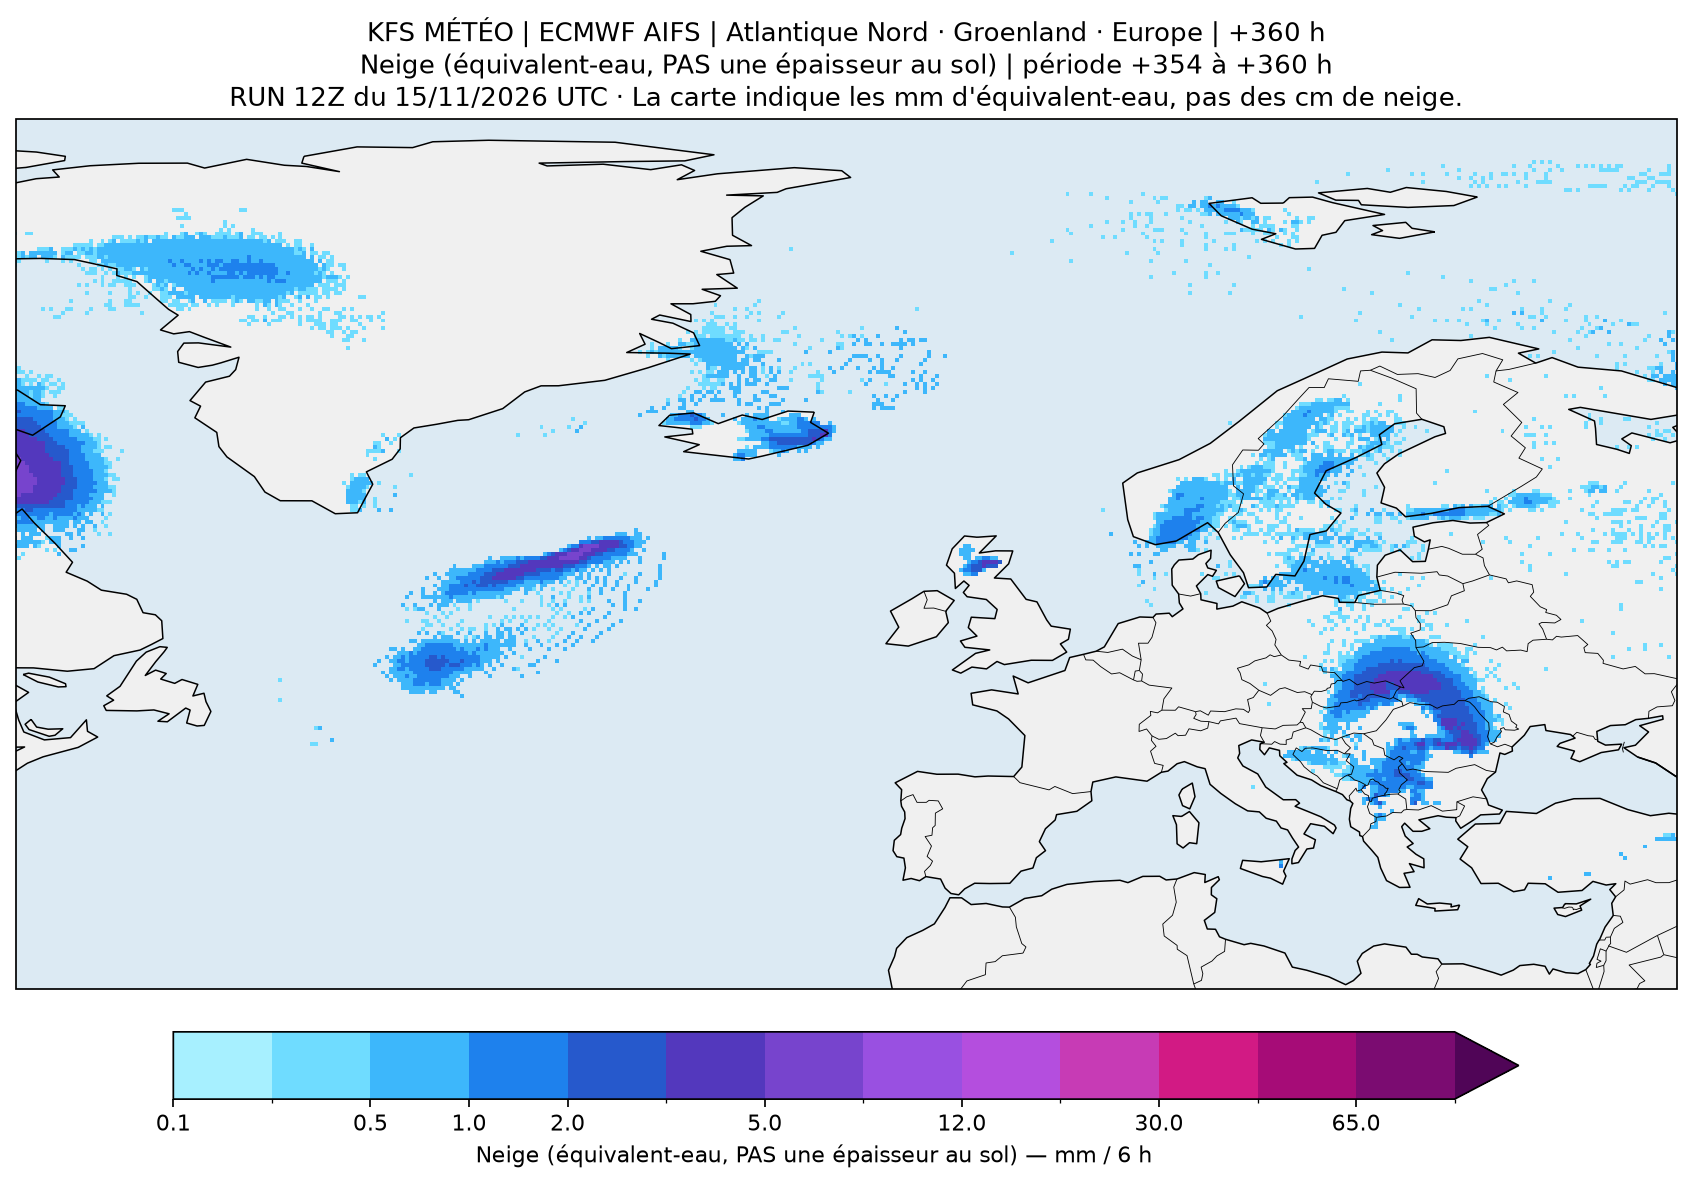 KFS MÉTÉO | ECMWF AIFS | Atlantique Nord · Groenland · Europe | +360 h
Neige (équivalent-eau, PAS une épaisseur au sol) | période +354 à +360 h
RUN 12Z du 15/11/2026 UTC · La carte indique les mm d'équivalent-eau, pas des cm de neige.
0.1 0.5 1.0 2.0 5.0 12.0 30.0 65.0
Neige (équivalent-eau, PAS une épaisseur au sol) — mm / 6 h